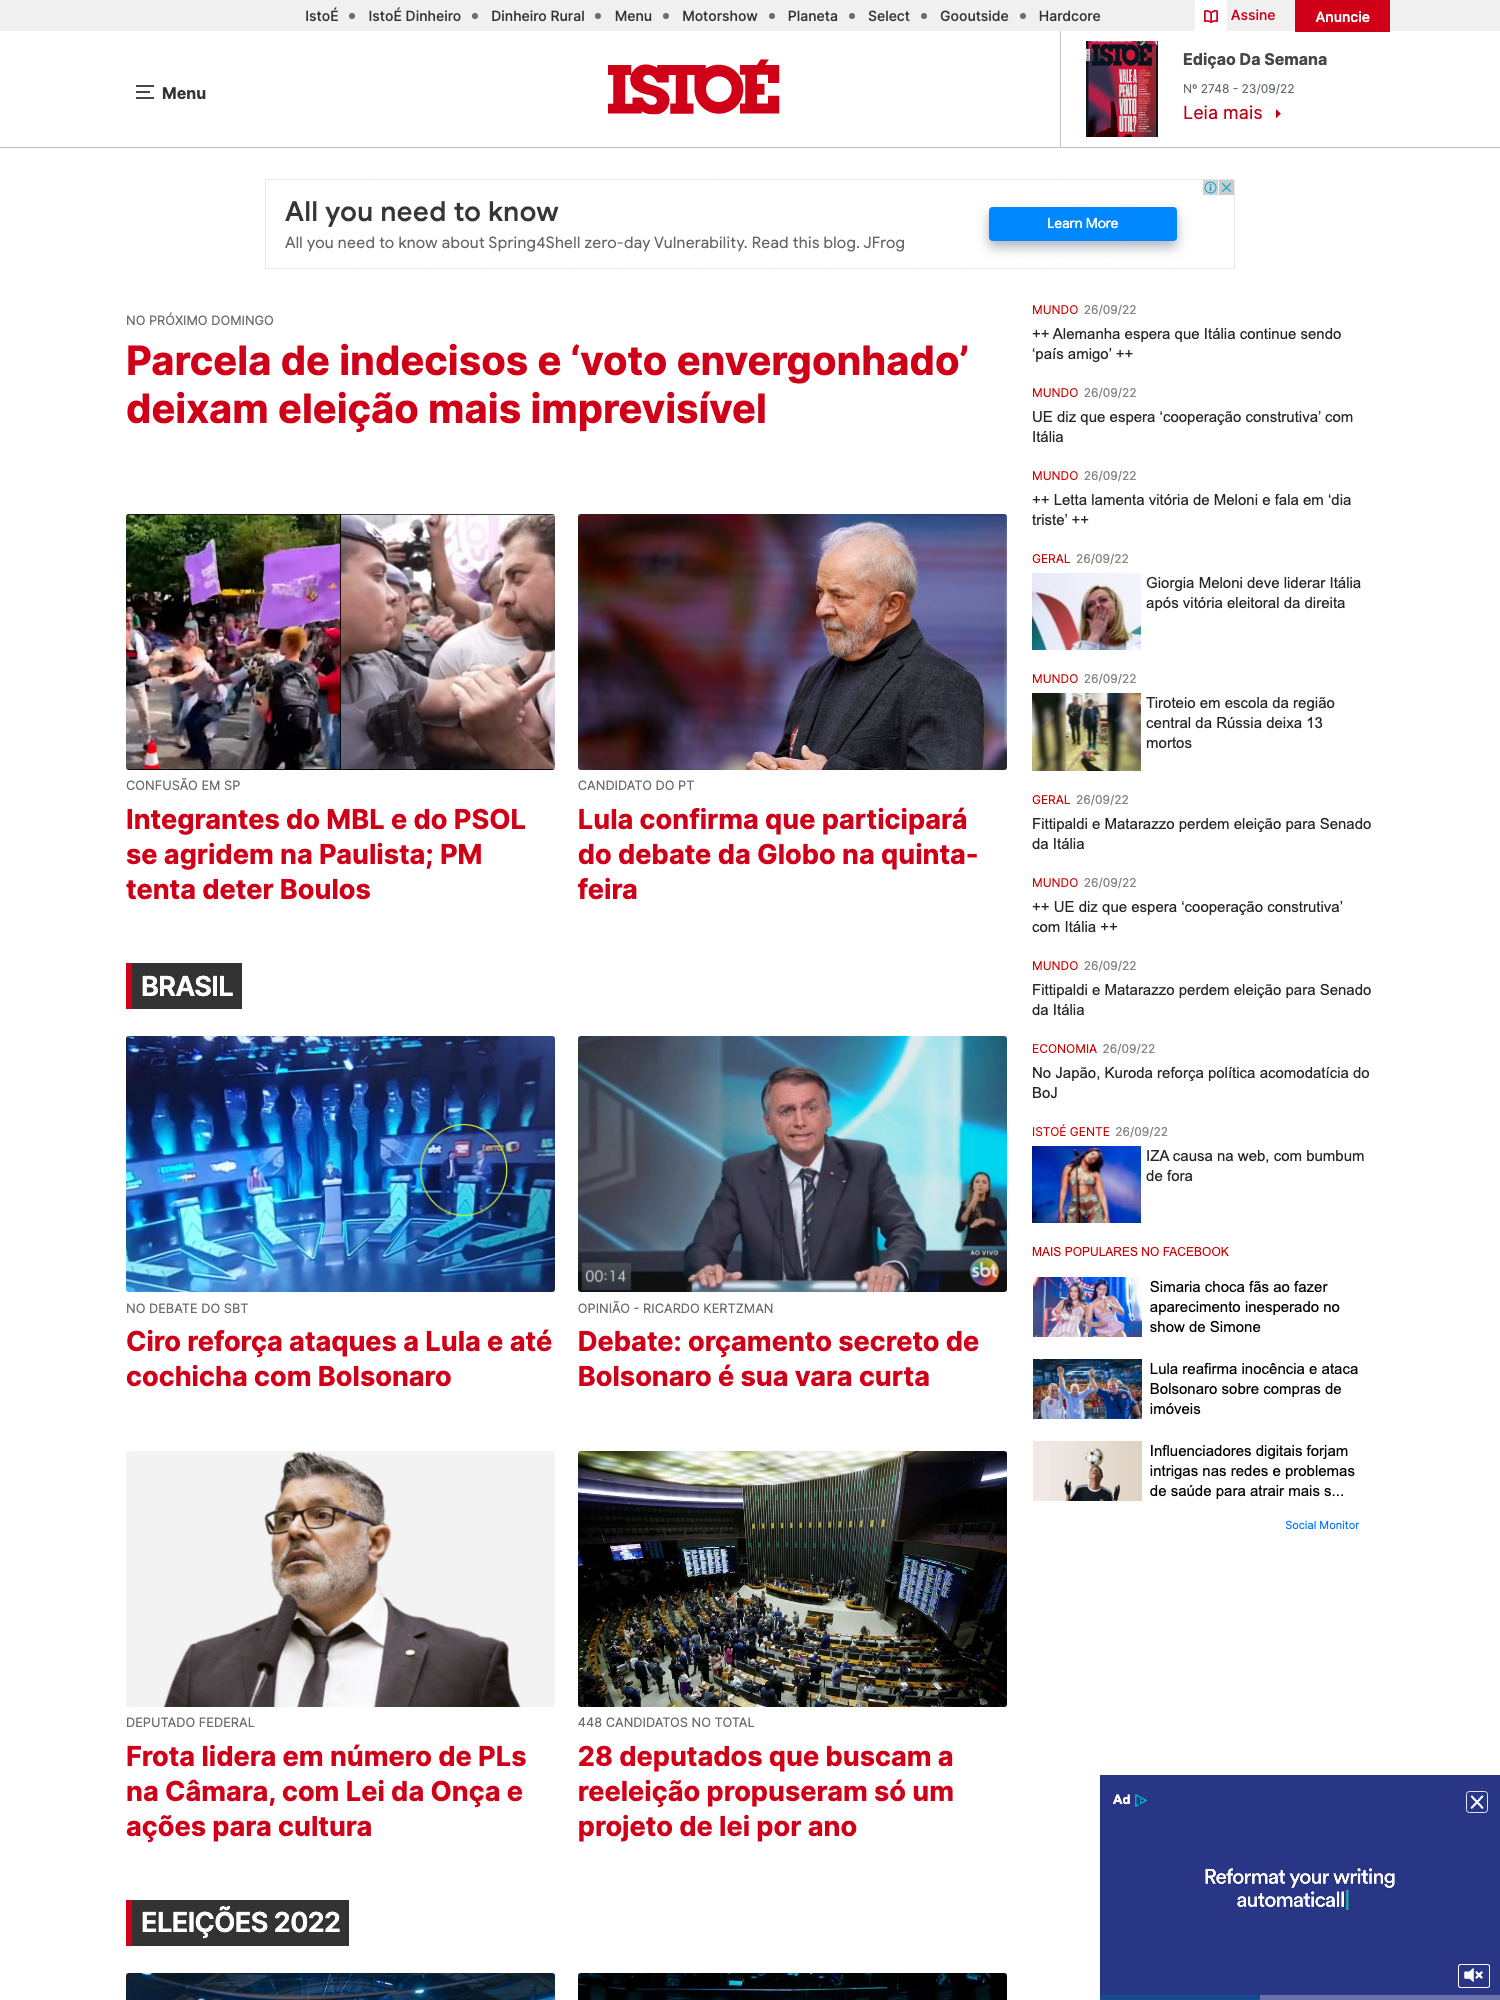 IstoÉ • IstoÉ Dinheiro • Dinheiro Rural • Menu • Motorshow • Planeta • Select • Gooutside • Hardcore
Assine
Anuncie
Menu
ISTOÉ
ISTOÉ
VALE A
PENA O
VOTO
ÚTIL?
Ediçao Da Semana
Nº 2748 - 23/09/22
Leia mais
All you need to know
All you need to know about Spring4Shell zero-day Vulnerability. Read this blog. JFrog
Learn More
NO PRÓXIMO DOMINGO
Parcela de indecisos e ‘voto envergonhado’
deixam eleição mais imprevisível
CONFUSÃO EM SP
Integrantes do MBL e do PSOL
se agridem na Paulista; PM
tenta deter Boulos
CANDIDATO DO PT
Lula confirma que participará
do debate da Globo na quinta-
feira
BRASIL
sbt
terra
NO DEBATE DO SBT
Ciro reforça ataques a Lula e até
cochicha com Bolsonaro
00:14
AO VIVO
sbt
OPINIÃO - RICARDO KERTZMAN
Debate: orçamento secreto de
Bolsonaro é sua vara curta
DEPUTADO FEDERAL
Frota lidera em número de PLs
na Câmara, com Lei da Onça e
ações para cultura
448 CANDIDATOS NO TOTAL
28 deputados que buscam a
reeleição propuseram só um
projeto de lei por ano
ELEIÇÕES 2022
MUNDO 26/09/22
++ Alemanha espera que Itália continue sendo
‘país amigo’ ++
MUNDO 26/09/22
UE diz que espera ‘cooperação construtiva’ com
Itália
MUNDO 26/09/22
++ Letta lamenta vitória de Meloni e fala em ‘dia
triste’ ++
GERAL 26/09/22
Giorgia Meloni deve liderar Itália
após vitória eleitoral da direita
MUNDO 26/09/22
Tiroteio em escola da região
central da Rússia deixa 13
mortos
GERAL 26/09/22
Fittipaldi e Matarazzo perdem eleição para Senado
da Itália
MUNDO 26/09/22
++ UE diz que espera ‘cooperação construtiva’
com Itália ++
MUNDO 26/09/22
Fittipaldi e Matarazzo perdem eleição para Senado
da Itália
ECONOMIA 26/09/22
No Japão, Kuroda reforça política acomodatícia do
BoJ
ISTOÉ GENTE 26/09/22
IZA causa na web, com bumbum
de fora
MAIS POPULARES NO FACEBOOK
Simaria choca fãs ao fazer
aparecimento inesperado no
show de Simone
Lula reafirma inocência e ataca
Bolsonaro sobre compras de
imóveis
Influenciadores digitais forjam
intrigas nas redes e problemas
de saúde para atrair mais s...
Social Monitor
Ad
Reformat your writing
automaticall